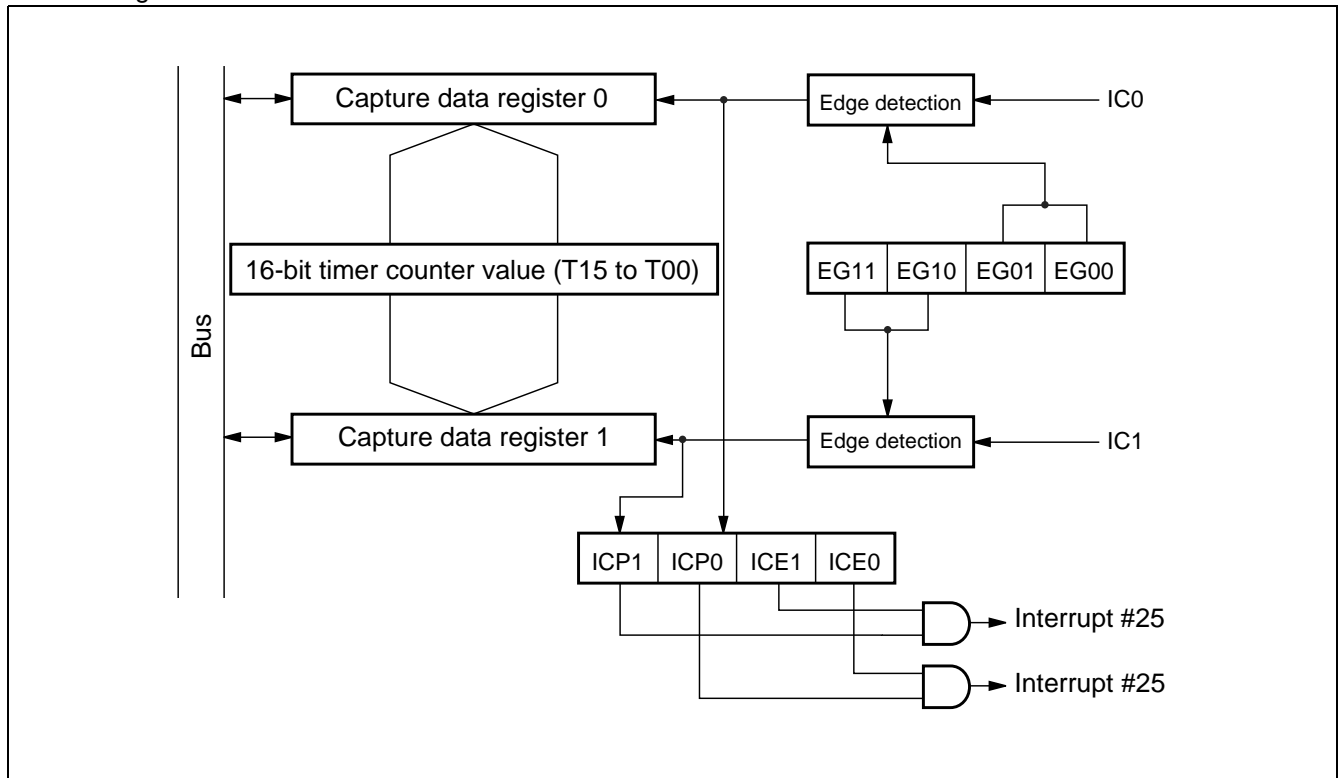 Capture data register 0
Edge detection
IC0
16-bit timer counter value (T15 to T00)
EG11 EG10 EG01 EG00
Bus
Capture data register 1
Edge detection
IC1
ICP1 ICP0 ICE1 ICE0
Interrupt #25
Interrupt #25